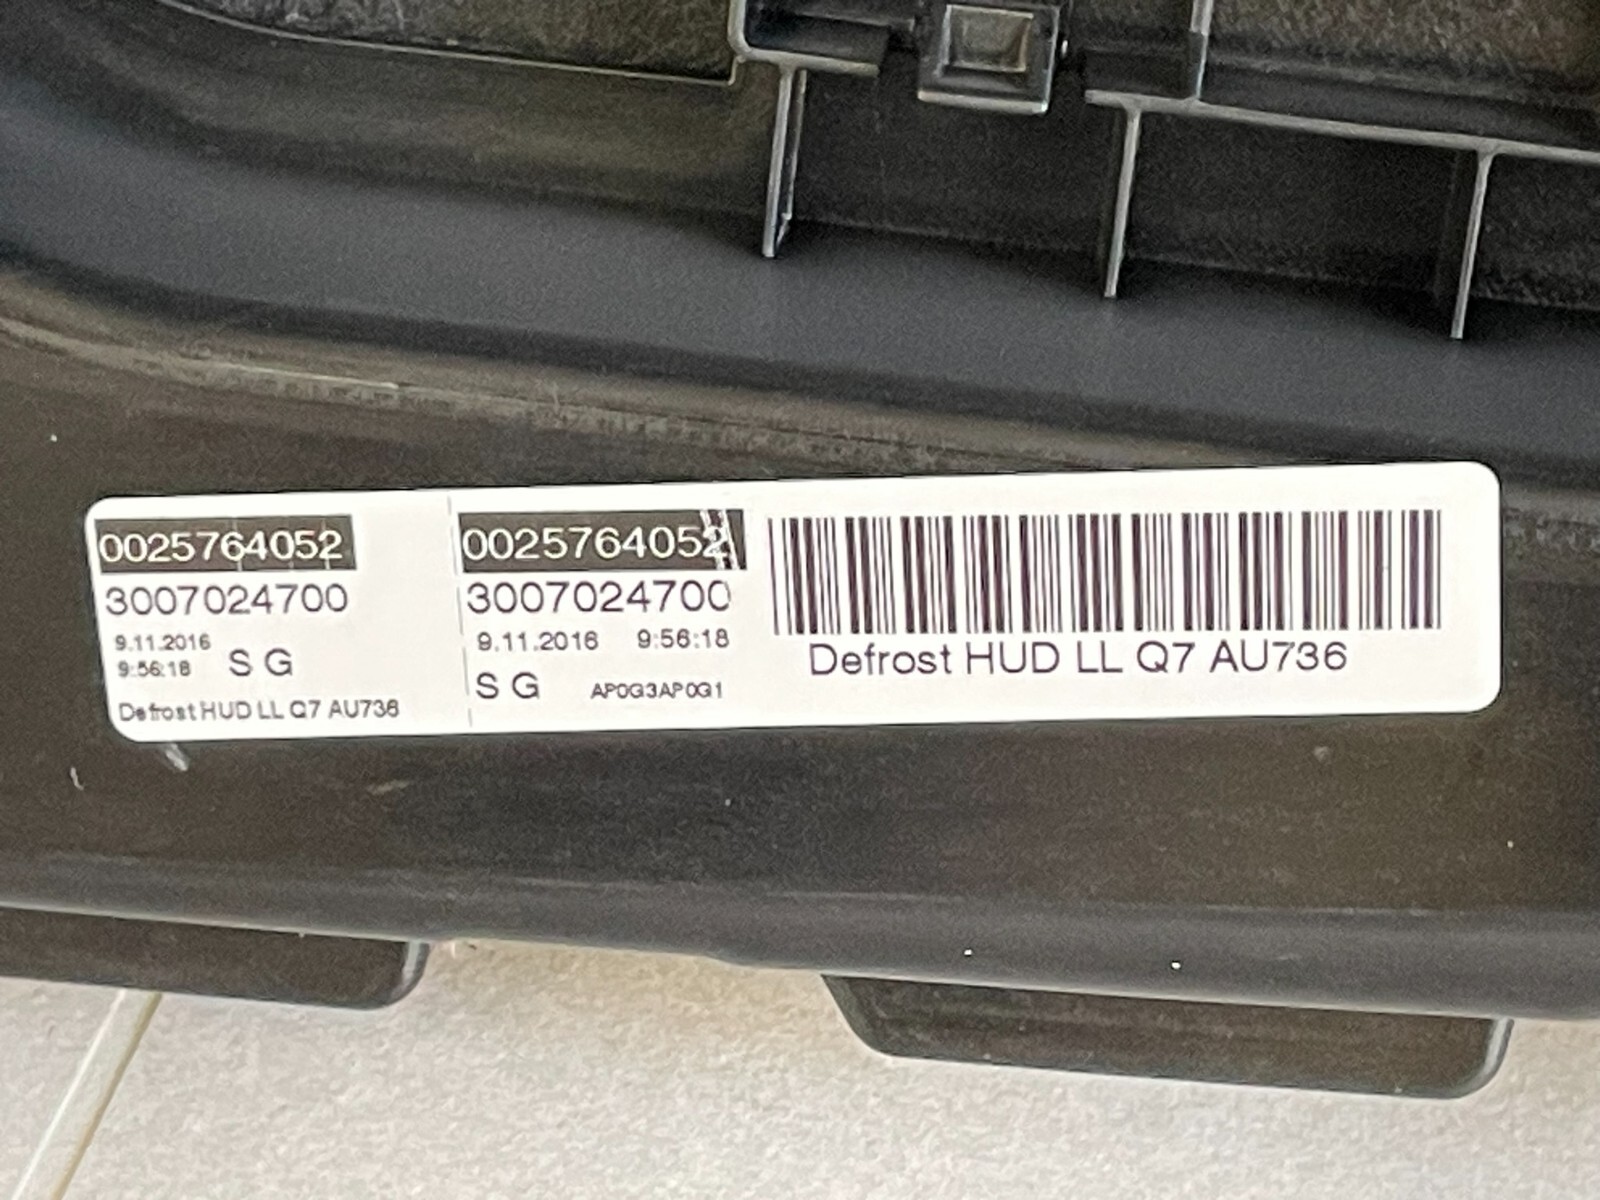 0025764052
3007024700
9.11.2016
9:56:18 S G
Defrost HUD LL Q7 AU736
0025764052
3007024700
9.11.2016 9:56:18
S G AP0G3AP0G1
Defrost HUD LL Q7 AU736